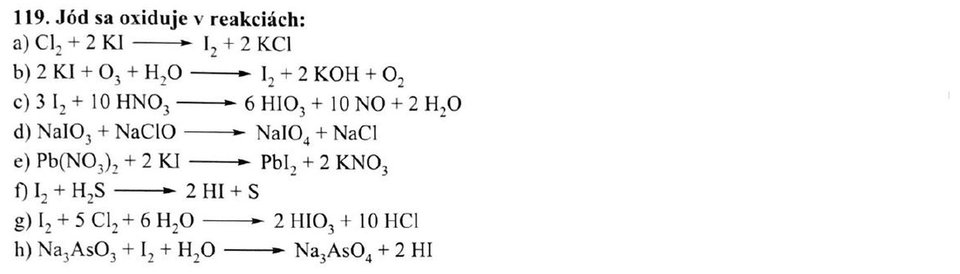 119. Jód sa oxiduje v reakciách:
a) Cl₂ + 2 KI ⟶ I₂ + 2 KCl
b) 2 KI + O₃ + H₂O ⟶ I₂ + 2 KOH + O₂
c) 3 I₂ + 10 HNO₃ ⟶ 6 HIO₃ + 10 NO + 2 H₂O
d) NaIO₃ + NaClO ⟶ NaIO₄ + NaCl
e) Pb(NO₃)₂ + 2 KI ⟶ PbI₂ + 2 KNO₃
f) I₂ + H₂S ⟶ 2 HI + S
g) I₂ + 5 Cl₂ + 6 H₂O ⟶ 2 HIO₃ + 10 HCl
h) Na₃AsO₃ + I₂ + H₂O ⟶ Na₃AsO₄ + 2 HI